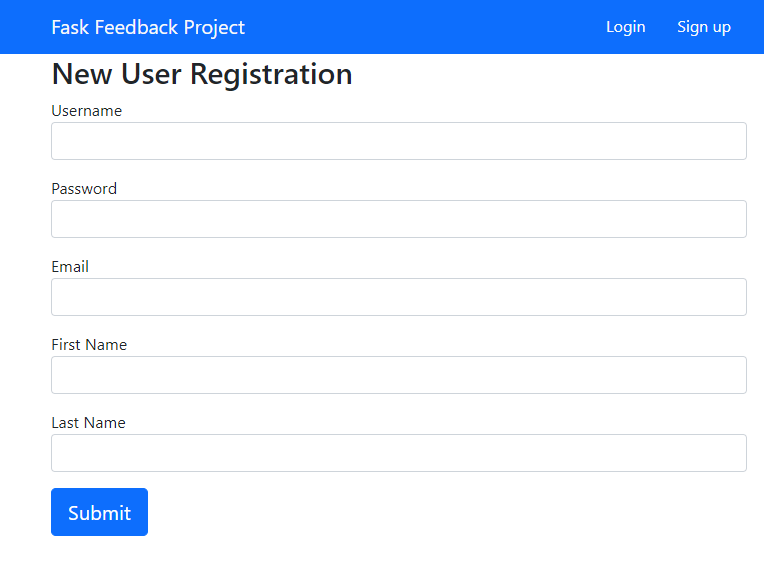 Fask Feedback Project Login Sign up
New User Registration
Username
Password
Email
First Name
Last Name
Submit